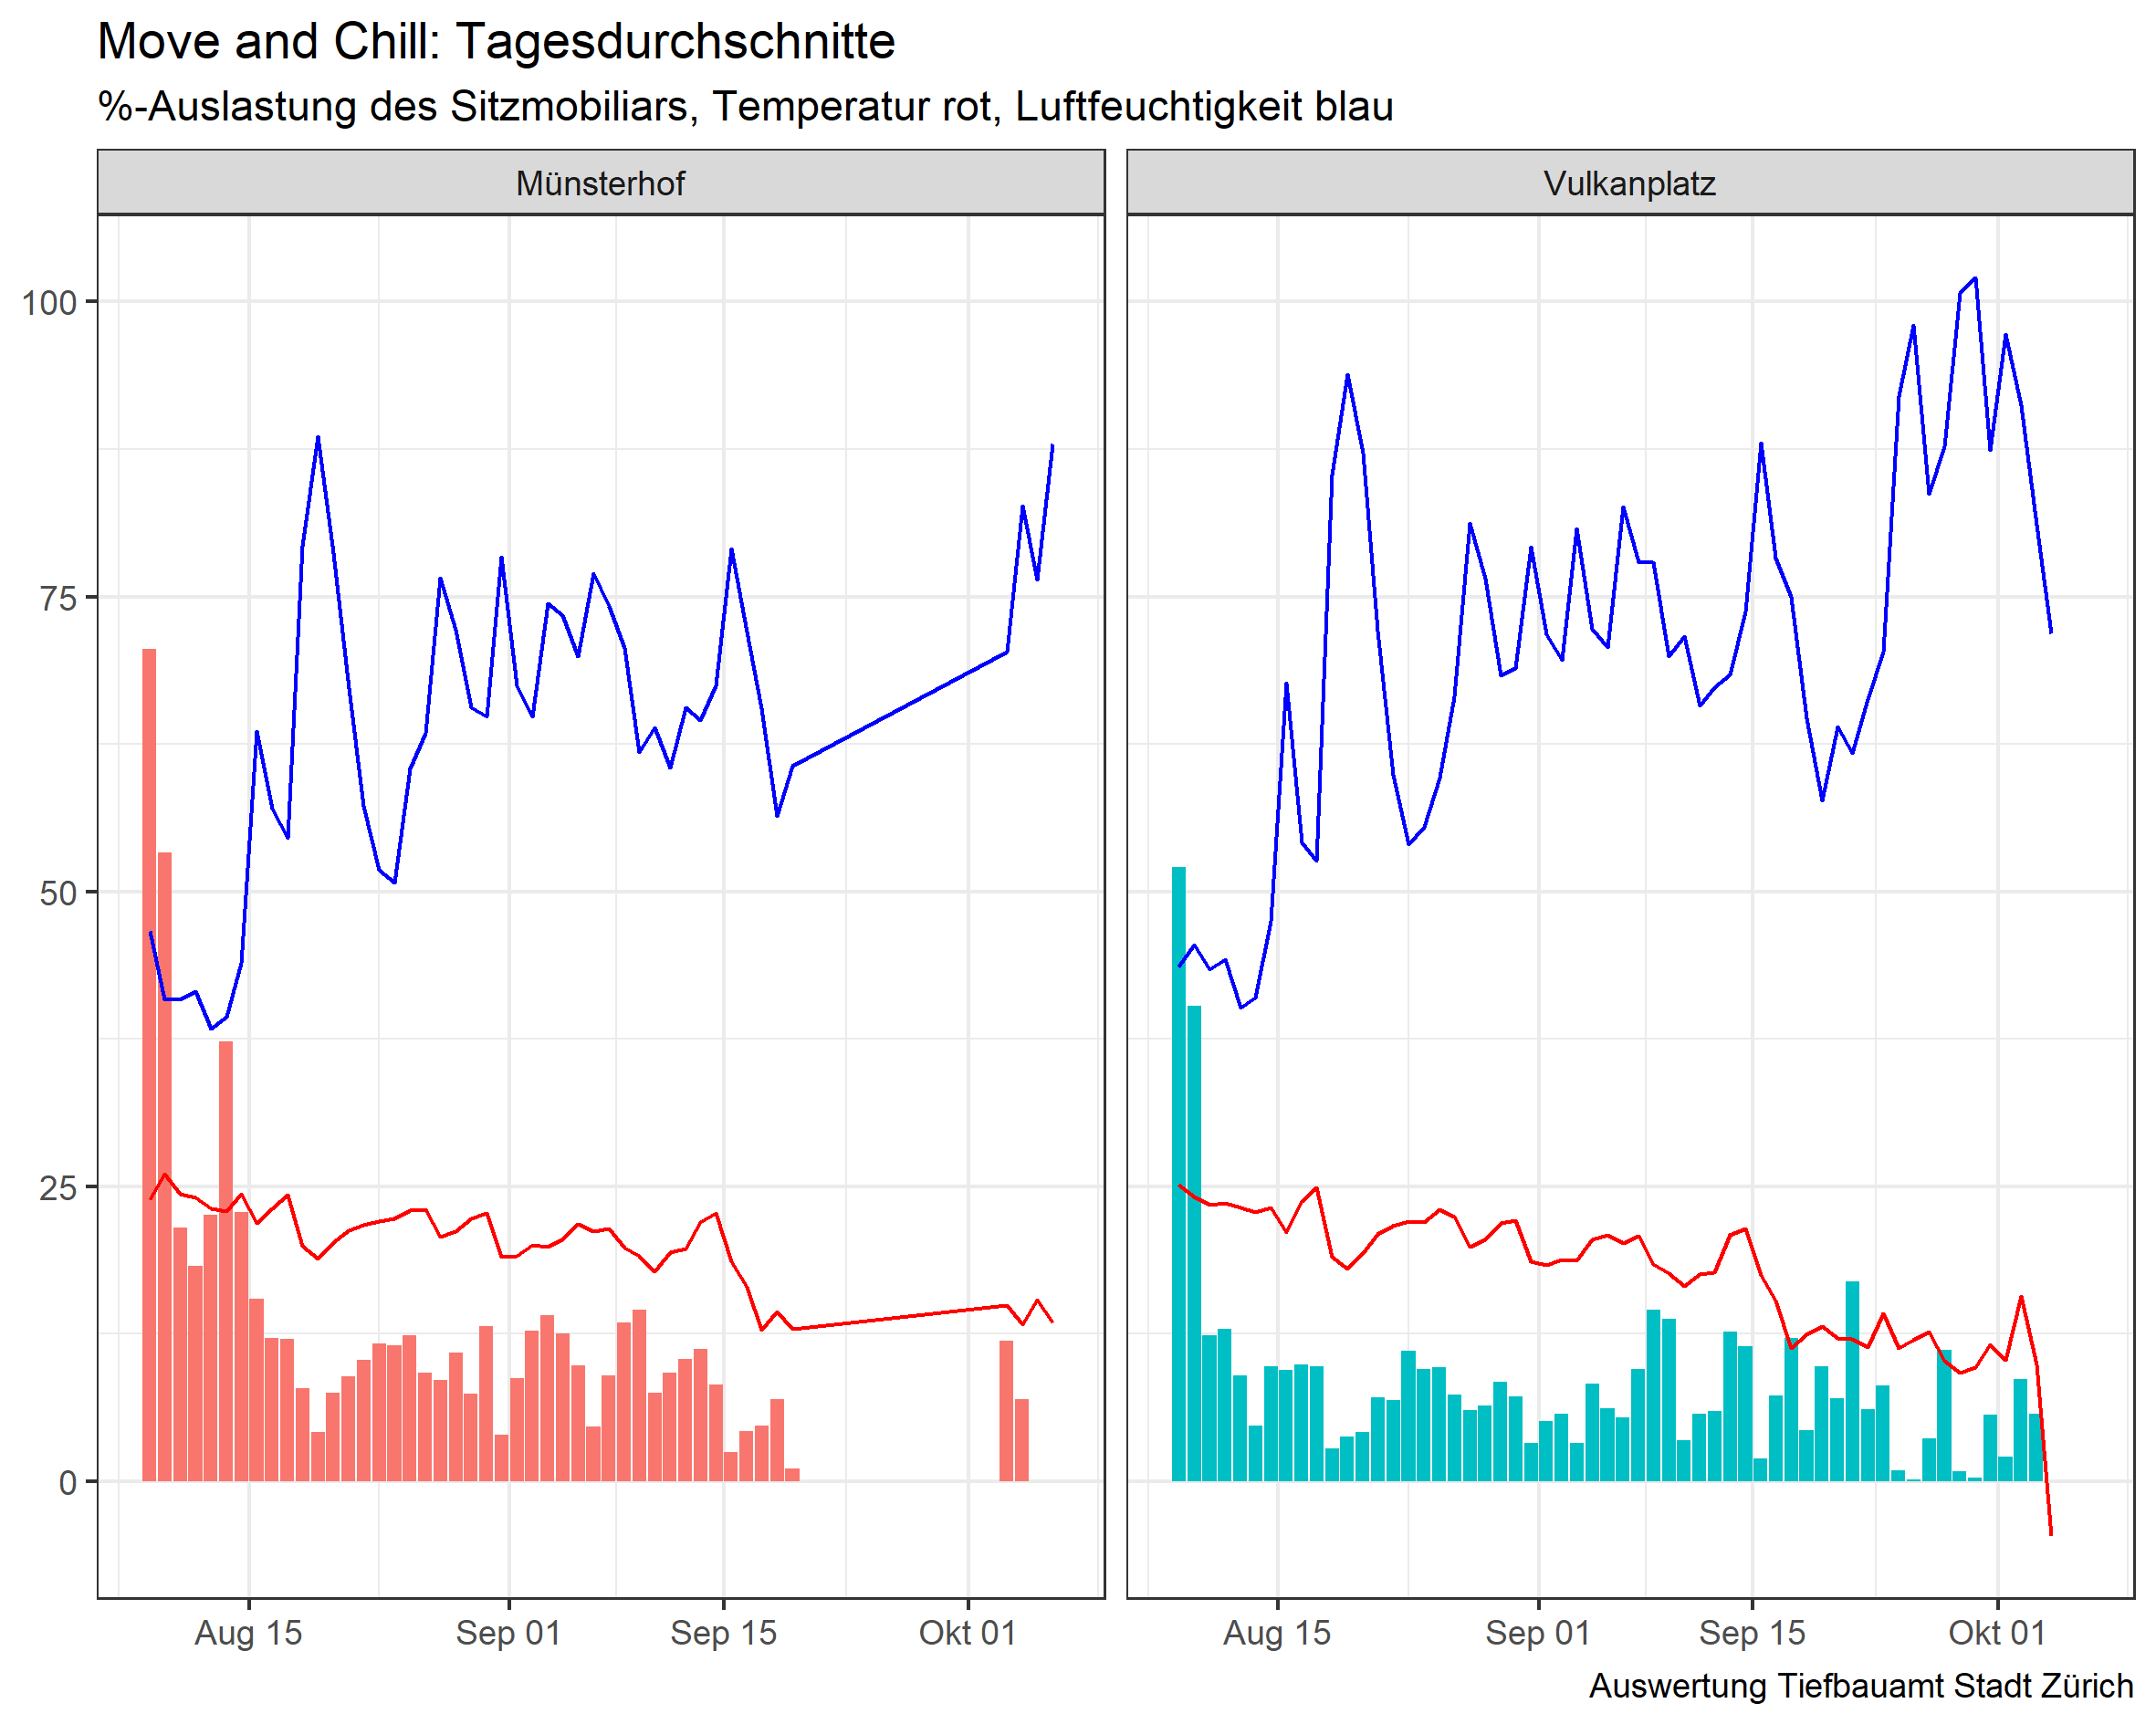 Move and Chill: Tagesdurchschnitte
%-Auslastung des Sitzmobiliars, Temperatur rot, Luftfeuchtigkeit blau
Münsterhof
Vulkanplatz
100
75
50
25
0
Aug 15
Sep 01
Sep 15
Okt 01
Aug 15
Sep 01
Sep 15
Okt 01
Auswertung Tiefbauamt Stadt Zürich